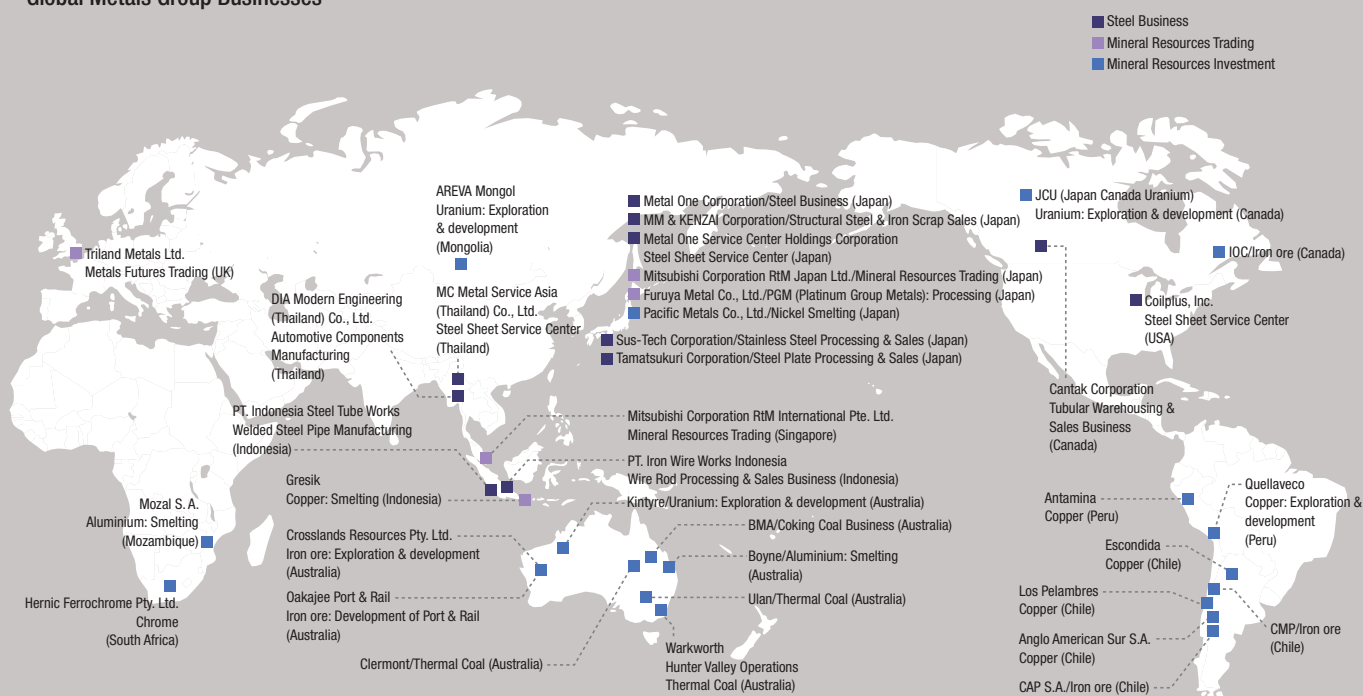 Global Metals Group Businesses
Steel Business
Mineral Resources Trading
Mineral Resources Investment
Triland Metals Ltd.
Metals Futures Trading (UK)
AREVA Mongol
Uranium: Exploration
& development
(Mongolia)
DIA Modern Engineering
(Thailand) Co., Ltd.
Automotive Components
Manufacturing
(Thailand)
MC Metal Service Asia
(Thailand) Co., Ltd.
Steel Sheet Service Center
(Thailand)
Metal One Corporation/Steel Business (Japan)
MM & KENZAI Corporation/Structural Steel & Iron Scrap Sales (Japan)
Metal One Service Center Holdings Corporation
Steel Sheet Service Center (Japan)
Mitsubishi Corporation RtM Japan Ltd./Mineral Resources Trading (Japan)
Furuya Metal Co., Ltd./PGM (Platinum Group Metals): Processing (Japan)
Pacific Metals Co., Ltd./Nickel Smelting (Japan)
Sus-Tech Corporation/Stainless Steel Processing & Sales (Japan)
Tamatsukuri Corporation/Steel Plate Processing & Sales (Japan)
JCU (Japan Canada Uranium)
Uranium: Exploration & development (Canada)
IOC/Iron ore (Canada)
Coilplus, Inc.
Steel Sheet Service Center
(USA)
Cantak Corporation
Tubular Warehousing &
Sales Business
(Canada)
PT. Indonesia Steel Tube Works
Welded Steel Pipe Manufacturing
(Indonesia)
Mitsubishi Corporation RtM International Pte. Ltd.
Mineral Resources Trading (Singapore)
PT. Iron Wire Works Indonesia
Wire Rod Processing & Sales Business (Indonesia)
Gresik
Copper: Smelting (Indonesia)
Kintyre/Uranium: Exploration & development (Australia)
Mozal S. A.
Aluminium: Smelting
(Mozambique)
Hernic Ferrochrome Pty. Ltd.
Chrome
(South Africa)
Crosslands Resources Pty. Ltd.
Iron ore: Exploration & development
(Australia)
Oakajee Port & Rail
Iron ore: Development of Port & Rail
(Australia)
Clermont/Thermal Coal (Australia)
BMA/Coking Coal Business (Australia)
Boyne/Aluminium: Smelting
(Australia)
Ulan/Thermal Coal (Australia)
Warkworth
Hunter Valley Operations
Thermal Coal (Australia)
Antamina
Copper (Peru)
Quellaveco
Copper: Exploration &
development
(Peru)
Escondida
Copper (Chile)
Los Pelambres
Copper (Chile)
Anglo American Sur S.A.
Copper (Chile)
CMP/Iron ore
(Chile)
CAP S.A./Iron ore (Chile)